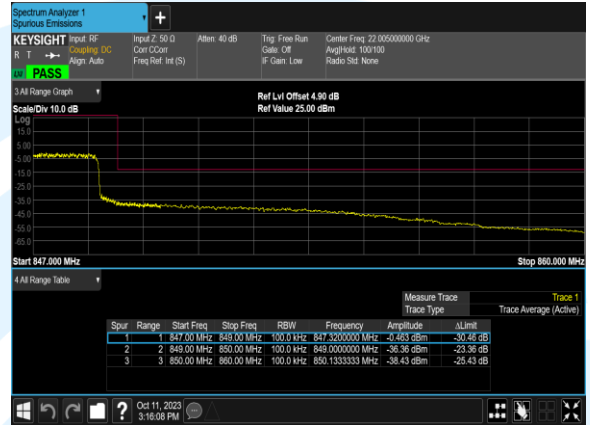 Spectrum Analyzer 1
Spurious Emissions
+
KEYSIGHT Input: RF Input Z: 50 Ω Atten: 40 dB Trig: Free Run Center Freq: 22.005000000 GHz
R T Coupling: DC Corr CCorr Gate: Off Avg|Hold: 100/100
Align: Auto Freq Ref: Int (S) IF Gain: Low Radio Std: None
PASS
3 All Range Graph
Ref Lvl Offset 4.90 dB
Scale/Div 10.0 dB Ref Value 25.00 dBm
Log
15.0
5.00
-5.00
-15.0
-25.0
-35.0
-45.0
-55.0
-65.0
Start 847.000 MHz Stop 860.000 MHz
4 All Range Table
Measure Trace Trace 1
Trace Type Trace Average (Active)
Spur Range Start Freq Stop Freq RBW Frequency Amplitude ΔLimit
1 1 847.00 MHz 849.00 MHz 100.0 kHz 847.3200000 MHz -0.463 dBm -30.46 dB
2 2 849.00 MHz 850.00 MHz 100.0 kHz 849.0000000 MHz -36.36 dBm -23.36 dB
3 3 850.00 MHz 860.00 MHz 100.0 kHz 850.1333333 MHz -38.43 dBm -25.43 dB
?
Oct 11, 2023
3:16:08 PM